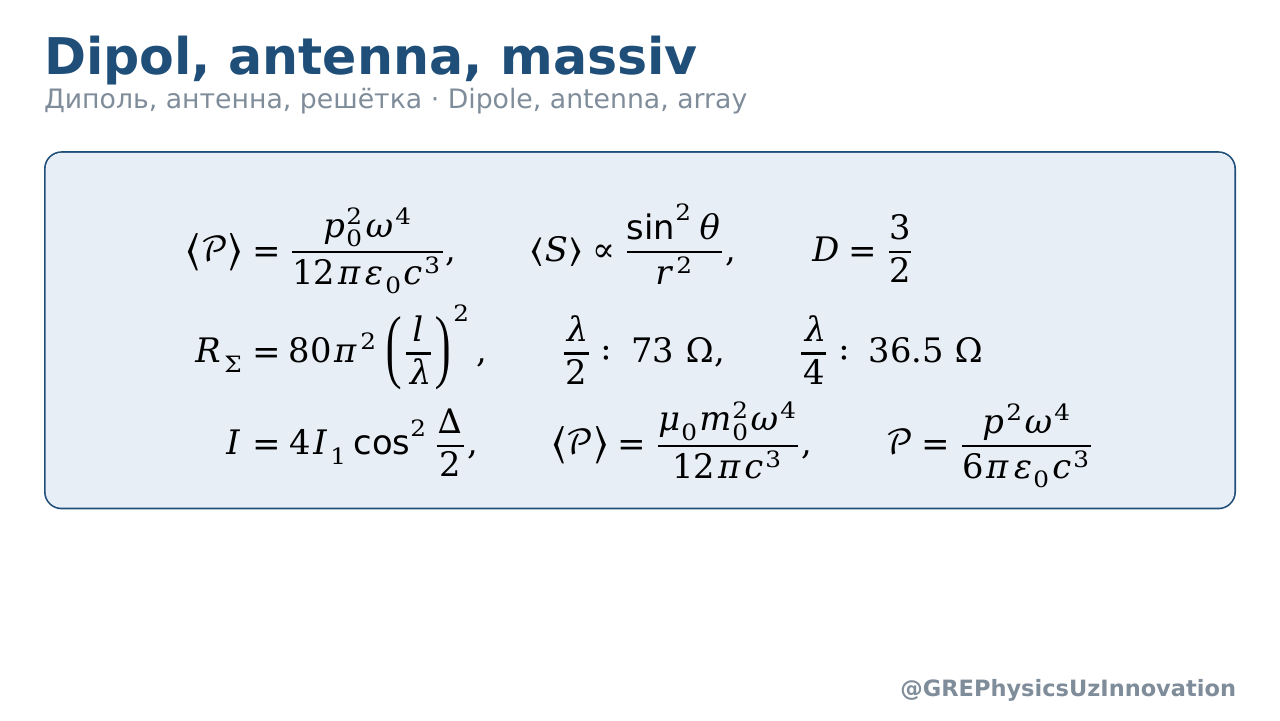 Dipol, antenna, massiv
Диполь, антенна, решётка · Dipole, antenna, array
⟨𝒫⟩ = p₀²ω⁴ / 12πε₀c³, ⟨S⟩ ∝ sin² θ / r², D = 3/2
R_Σ = 80π² (l/λ)², λ/2 : 73 Ω, λ/4 : 36.5 Ω
I = 4I₁ cos² Δ/2, ⟨𝒫⟩ = μ₀m₀²ω⁴ / 12πc³, 𝒫 = p²ω⁴ / 6πε₀c³
@GREPhysicsUzInnovation